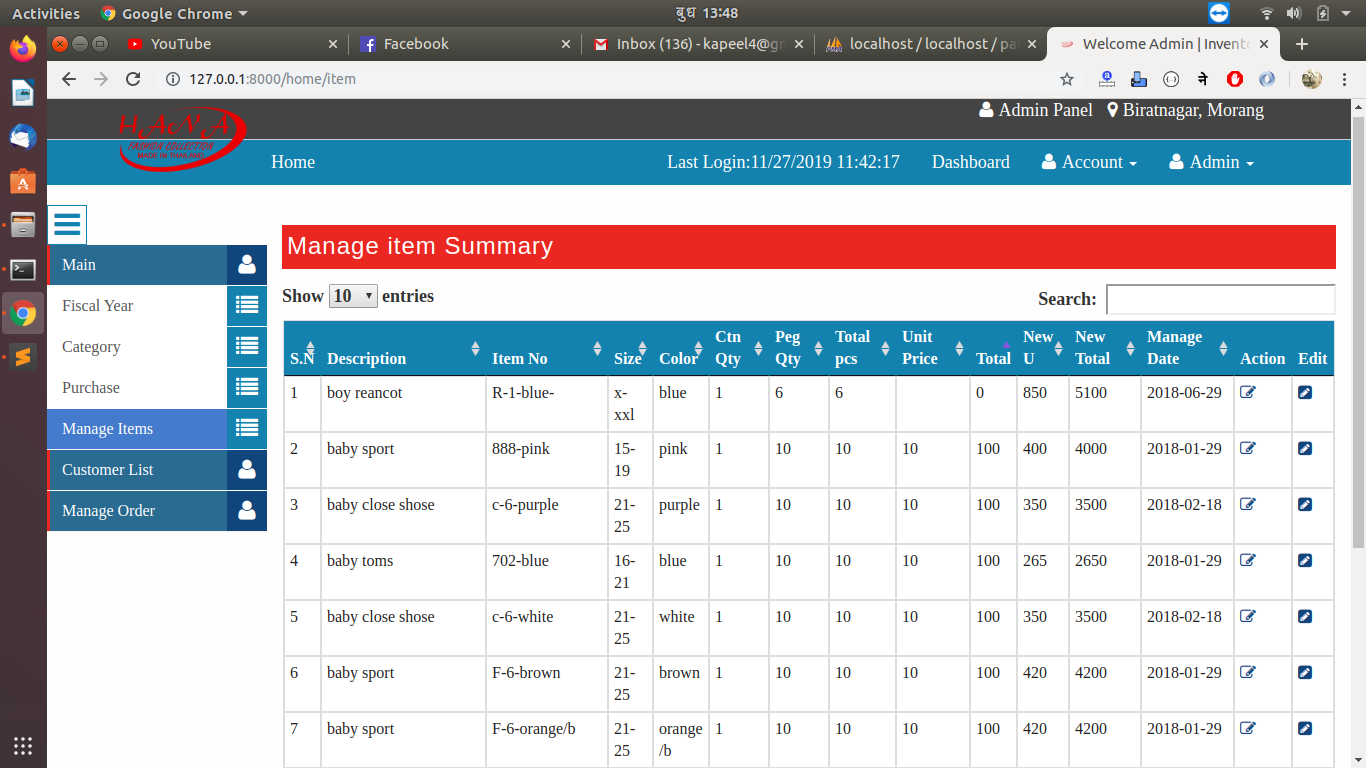 Activities Google Chrome बुध 13:48
YouTube Facebook Inbox (136) - kapeel4@gm localhost / localhost / pa Welcome Admin | Invento
127.0.0.1:8000/home/item
HAcNA
FASHION COLLECTION
MADE IN THAILAND
Admin Panel Biratnagar, Morang
Home Last Login:11/27/2019 11:42:17 Dashboard Account Admin
Main
Fiscal Year
Category
Purchase
Manage Items
Customer List
Manage Order
Manage item Summary
Show 10 entries Search:
S.N Description Item No Size Color Ctn Qty Peg Qty Total pcs Unit Price Total New U New Total Manage Date Action Edit
1 boy reancot R-1-blue- x-xxl blue 1 6 6 0 850 5100 2018-06-29
2 baby sport 888-pink 15-19 pink 1 10 10 10 100 400 4000 2018-01-29
3 baby close shose c-6-purple 21-25 purple 1 10 10 10 100 350 3500 2018-02-18
4 baby toms 702-blue 16-21 blue 1 10 10 10 100 265 2650 2018-01-29
5 baby close shose c-6-white 21-25 white 1 10 10 10 100 350 3500 2018-02-18
6 baby sport F-6-brown 21-25 brown 1 10 10 10 100 420 4200 2018-01-29
7 baby sport F-6-orange/b 21-25 orange/b 1 10 10 10 100 420 4200 2018-01-29